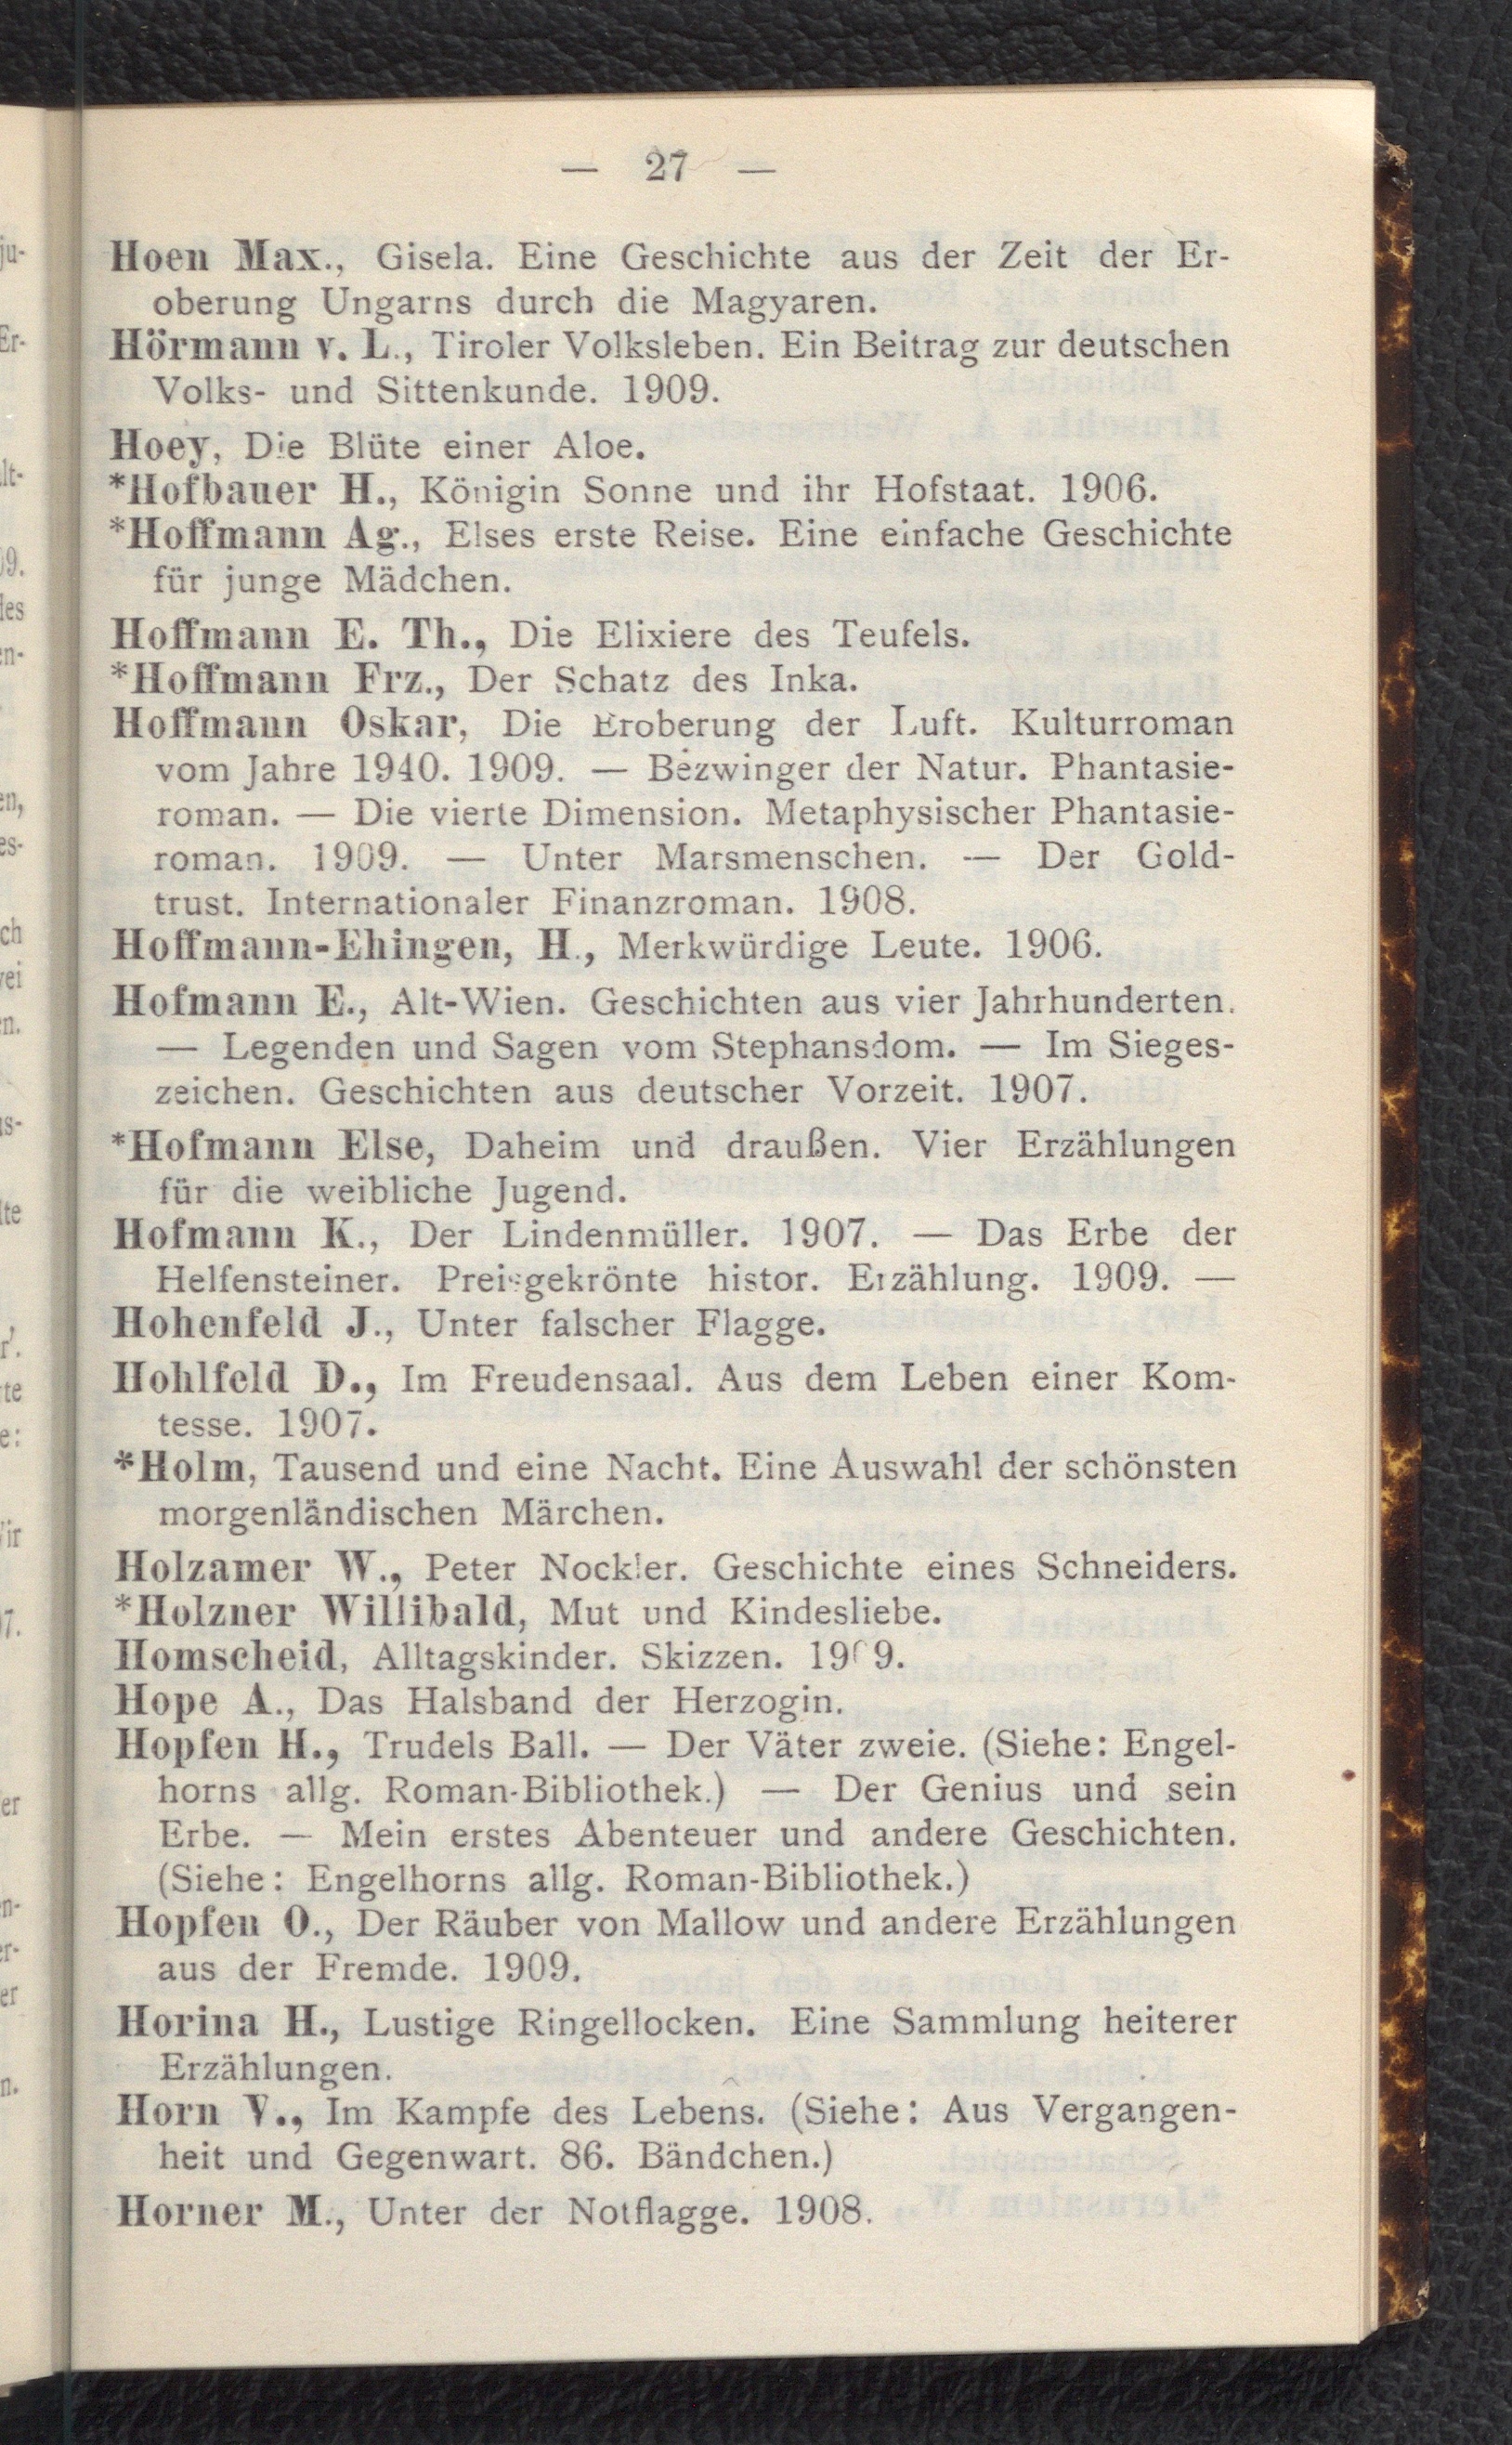 — 27 —
Hoen Max., Gisela. Eine Geschichte aus der Zeit der Er-
oberung Ungarns durch die Magyaren.
Hörmann v. L., Tiroler Volksleben. Ein Beitrag zur deutschen
Volks- und Sittenkunde. 1909.
Hoey, Die Blüte einer Aloe.
*Hofbauer H., Königin Sonne und ihr Hofstaat. 1906.
*Hoffmann Ag., Elses erste Reise. Eine einfache Geschichte
für junge Mädchen.
Hoffmann E. Th., Die Elixiere des Teufels.
*Hoffmann Frz., Der Schatz des Inka.
Hoffmann Oskar, Die Eroberung der Luft. Kulturroman
vom Jahre 1940. 1909. — Bezwinger der Natur. Phantasie-
roman. — Die vierte Dimension. Metaphysischer Phantasie-
roman. 1909. — Unter Marsmenschen. — Der Gold-
trust. Internationaler Finanzroman. 1908.
Hoffmann-Ehingen, H., Merkwürdige Leute. 1906.
Hofmann E., Alt-Wien. Geschichten aus vier Jahrhunderten.
— Legenden und Sagen vom Stephansdom. — Im Sieges-
zeichen. Geschichten aus deutscher Vorzeit. 1907.
*Hofmann Else, Daheim und draußen. Vier Erzählungen
für die weibliche Jugend.
Hofmann K., Der Lindenmüller. 1907. — Das Erbe der
Helfensteiner. Preisgekrönte histor. Erzählung. 1909. —
Hohenfeld J., Unter falscher Flagge.
Hohlfeld D., Im Freudensaal. Aus dem Leben einer Kom-
tesse. 1907.
*Holm, Tausend und eine Nacht. Eine Auswahl der schönsten
morgenländischen Märchen.
Holzamer W., Peter Nockler. Geschichte eines Schneiders.
*Holzner Willibald, Mut und Kindesliebe.
Homscheid, Alltagskinder. Skizzen. 1909.
Hope A., Das Halsband der Herzogin.
Hopfen H., Trudels Ball. — Der Väter zweie. (Siehe: Engel-
horns allg. Roman-Bibliothek.) — Der Genius und sein
Erbe. — Mein erstes Abenteuer und andere Geschichten.
(Siehe: Engelhorns allg. Roman-Bibliothek.)
Hopfen O., Der Räuber von Mallow und andere Erzählungen
aus der Fremde. 1909.
Horina H., Lustige Ringellocken. Eine Sammlung heiterer
Erzählungen.
Horn V., Im Kampfe des Lebens. (Siehe: Aus Vergangen-
heit und Gegenwart. 86. Bändchen.)
Horner M., Unter der Notflagge. 1908.